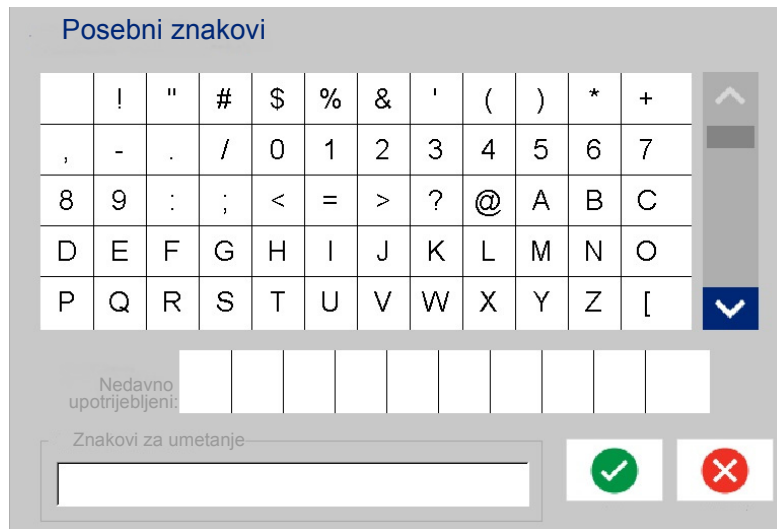 Posebni znakovi
! " # $ % & ' ( ) * +
, - . / 0 1 2 3 4 5 6 7
8 9 : ; < = > ? @ A B C
D E F G H I J K L M N O
P Q R S T U V W X Y Z [
Nedavno
upotrijebljeni:
Znakovi za umetanje